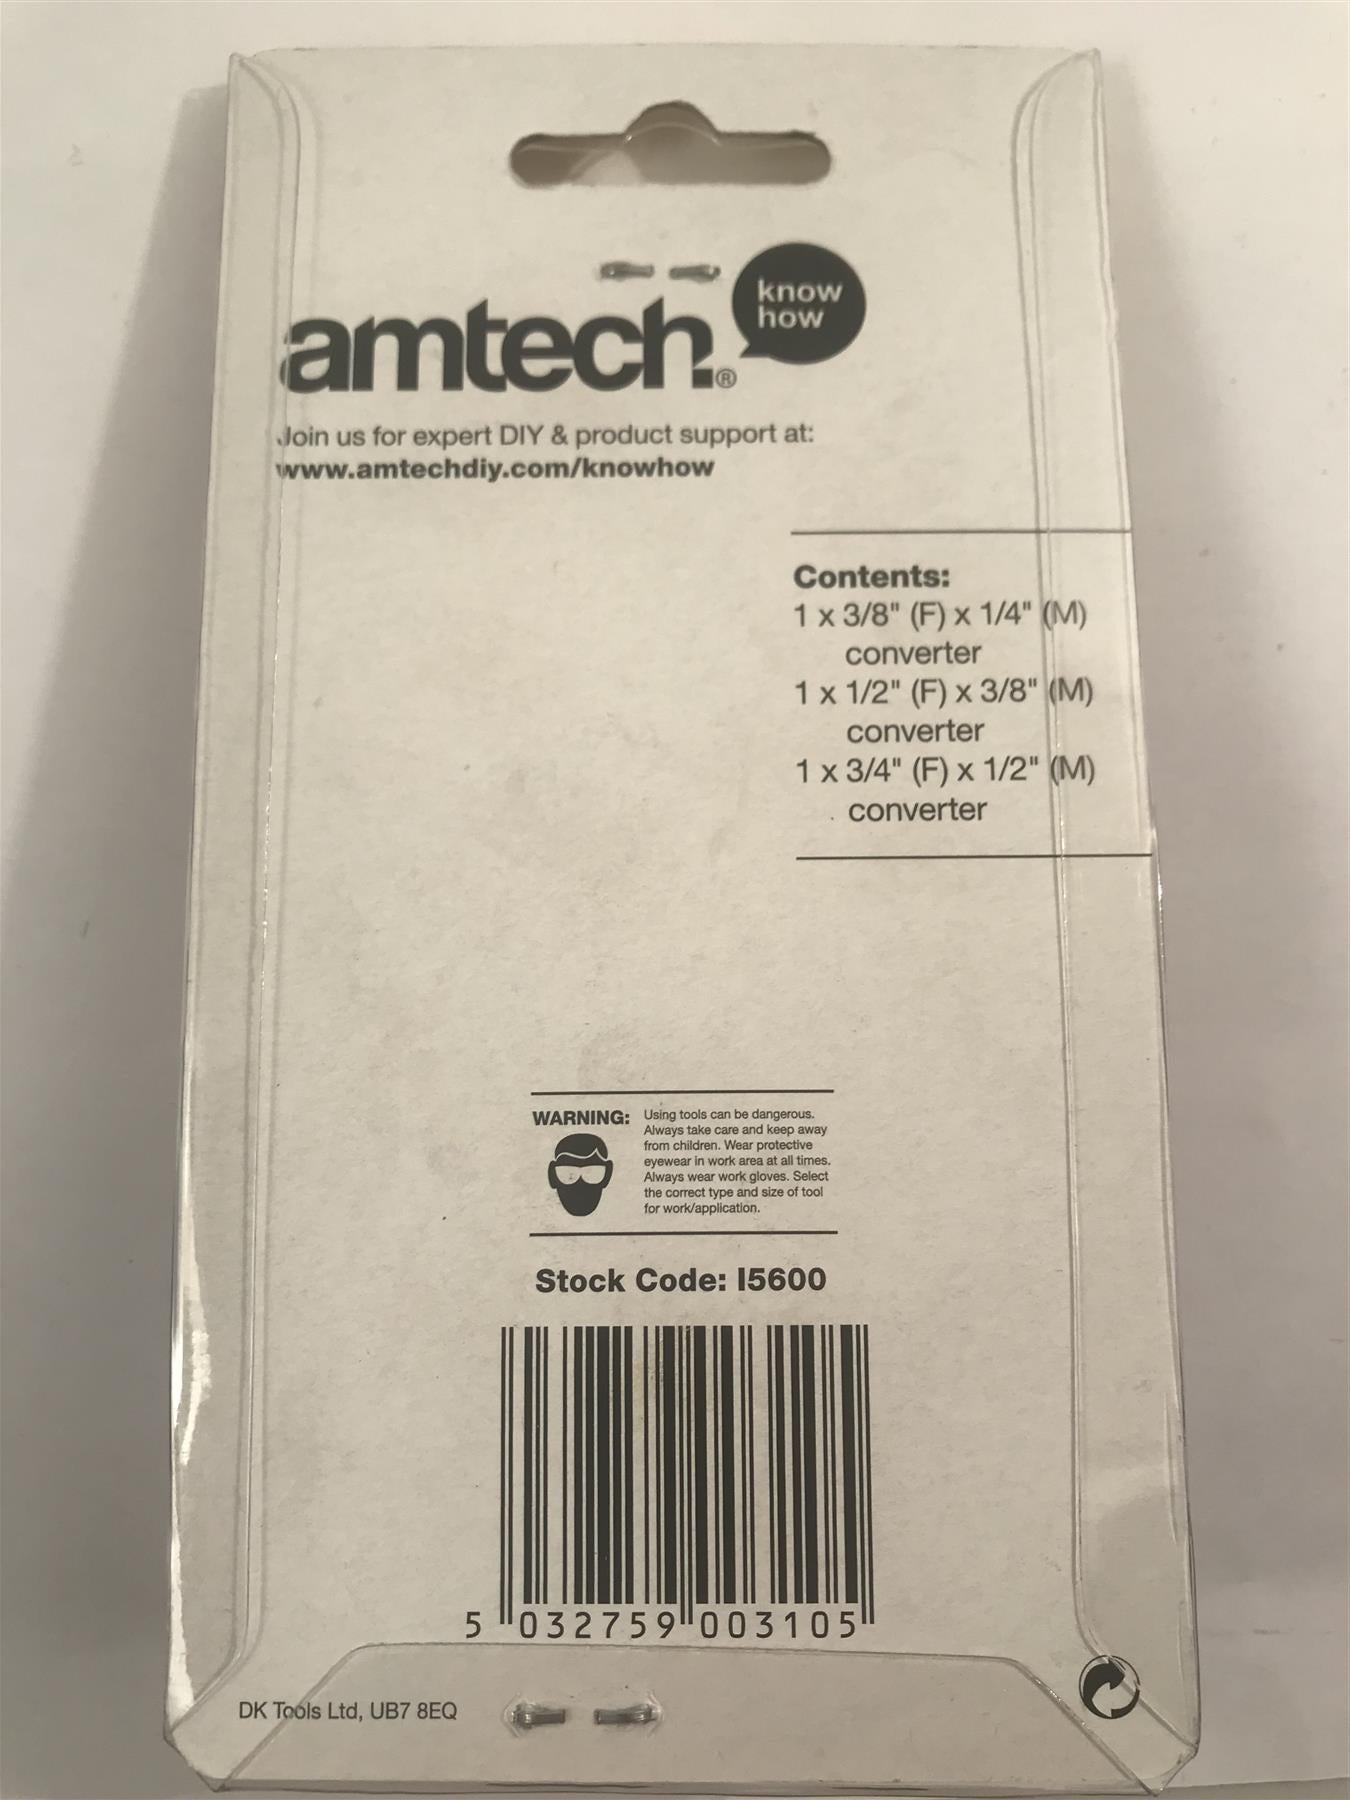 know
how
amtech®
Join us for expert DIY & product support at:
www.amtechdiy.com/knowhow
Contents:
1 x 3/8" (F) x 1/4" (M)
converter
1 x 1/2" (F) x 3/8" (M)
converter
1 x 3/4" (F) x 1/2" (M)
converter
WARNING:
Using tools can be dangerous.
Always take care and keep away
from children. Wear protective
eyewear in work area at all times.
Always wear work gloves. Select
the correct type and size of tool
for work/application.
Stock Code: I5600
5 032759 003105
DK Tools Ltd, UB7 8EQ